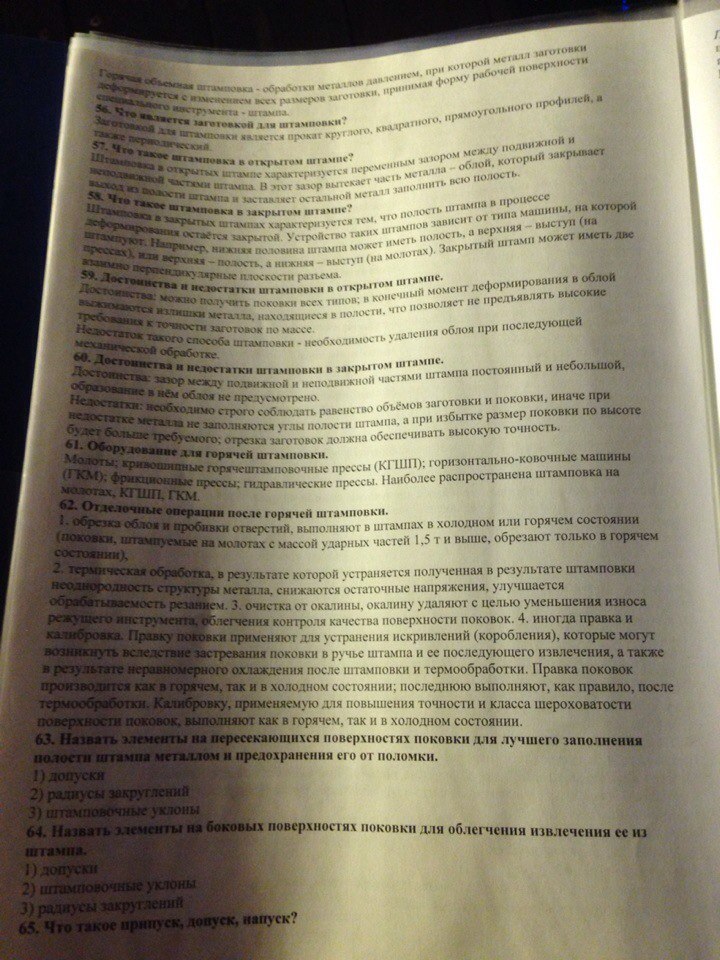 Горячая объемная штамповка - обработки металлов давлением, при которой металл заготовки
деформируется с изменением всех размеров заготовки, принимая форму рабочей поверхности
специального инструмента - штампа.
56. Что является заготовкой для штамповки?
Заготовкой для штамповки является прокат круглого, квадратного, прямоугольного профилей, а
также периодический.
57. Что такое штамповка в открытом штампе?
Штамповка в открытых штампе характеризуется переменным зазором между подвижной и
неподвижной частями штампа. В этот зазор вытекает часть металла – облой, который закрывает
выход из полости штампа и заставляет остальной металл заполнить всю полость.
58. Что такое штамповка в закрытом штампе?
Штамповка в закрытых штампах характеризуется тем, что полость штампа в процессе
деформирования остаётся закрытой. Устройство таких штампов зависит от типа машины, на которой
штампуют. Например, нижняя половина штампа может иметь полость, а верхняя – выступ (на
прессах), или верхняя – полость, а нижняя – выступ (на молотах). Закрытый штамп может иметь две
взаимно перпендикулярные плоскости разъема.
59. Достоинства и недостатки штамповки в открытом штампе.
Достоинства: можно получить поковки всех типов; в конечный момент деформирования в облой
выжимаются излишки металла, находящиеся в полости, что позволяет не предъявлять высокие
требования к точности заготовок по массе.
Недостаток такого способа штамповки - необходимость удаления облоя при последующей
механической обработке.
60. Достоинства и недостатки штамповки в закрытом штампе.
Достоинства: зазор между подвижной и неподвижной частями штампа постоянный и небольшой,
образование в нём облоя не предусмотрено.
Недостатки: необходимо строго соблюдать равенство объёмов заготовки и поковки, иначе при
недостатке металла не заполняются углы полости штампа, а при избытке размер поковки по высоте
будет больше требуемого; отрезка заготовок должна обеспечивать высокую точность.
61. Оборудование для горячей штамповки.
Молоты; кривошипные горячештамповочные прессы (КГШП); горизонтально-ковочные машины
(ГКМ); фрикционные прессы; гидравлические прессы. Наиболее распространена штамповка на
молотах, КГШП, ГКМ.
62. Отделочные операции после горячей штамповки.
1. обрезка облоя и пробивки отверстий, выполняют в штампах в холодном или горячем состоянии
(поковки, штампуемые на молотах с массой ударных частей 1,5 т и выше, обрезают только в горячем
состоянии),
2. термическая обработка, в результате которой устраняется полученная в результате штамповки
неоднородность структуры металла, снижаются остаточные напряжения, улучшается
обрабатываемость резанием. 3. очистка от окалины, окалину удаляют с целью уменьшения износа
режущего инструмента, облегчения контроля качества поверхности поковок. 4. иногда правка и
калибровка. Правку поковки применяют для устранения искривлений (коробления), которые могут
возникнуть вследствие застревания поковки в ручье штампа и ее последующего извлечения, а также
в результате неравномерного охлаждения после штамповки и термообработки. Правка поковок
производится как в горячем, так и в холодном состоянии; последнюю выполняют, как правило, после
термообработки. Калибровку, применяемую для повышения точности и класса шероховатости
поверхности поковок, выполняют как в горячем, так и в холодном состоянии.
63. Назвать элементы на пересекающихся поверхностях поковки для лучшего заполнения
полости штампа металлом и предохранения его от поломки.
1) допуски
2) радиусы закруглений
3) штамповочные уклоны
64. Назвать элементы на боковых поверхностях поковки для облегчения извлечения ее из
штампа.
1) допуски
2) штамповочные уклоны
3) радиусы закруглений
65. Что такое припуск, допуск, напуск?